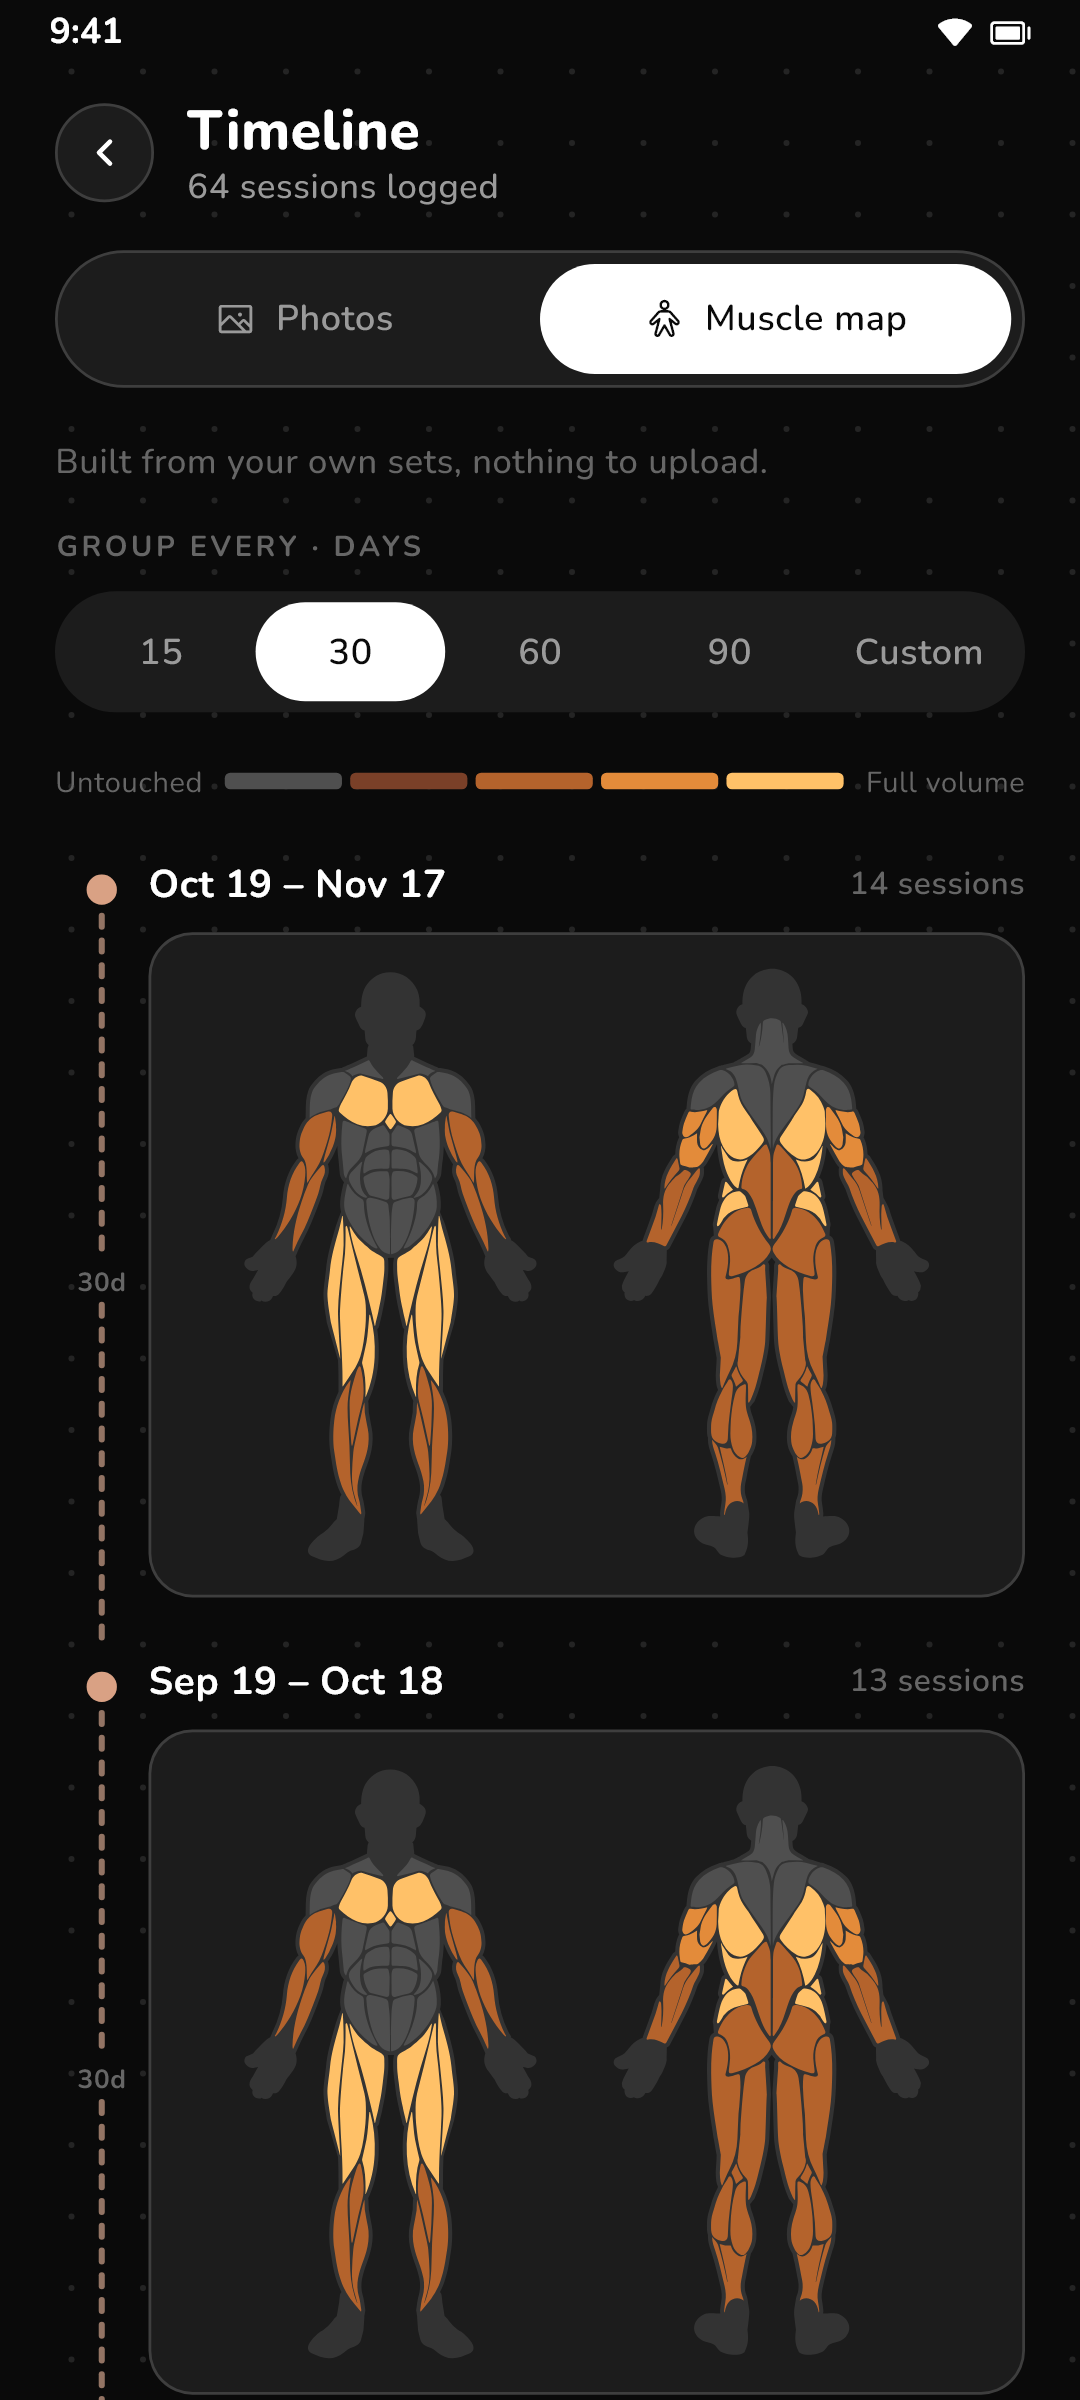 9:41
Timeline
64 sessions logged
Photos
Muscle map
Built from your own sets, nothing to upload.
GROUP EVERY · DAYS
15
30
60
90
Custom
Untouched
Full volume
Oct 19 – Nov 17
14 sessions
30d
Sep 19 – Oct 18
13 sessions
30d